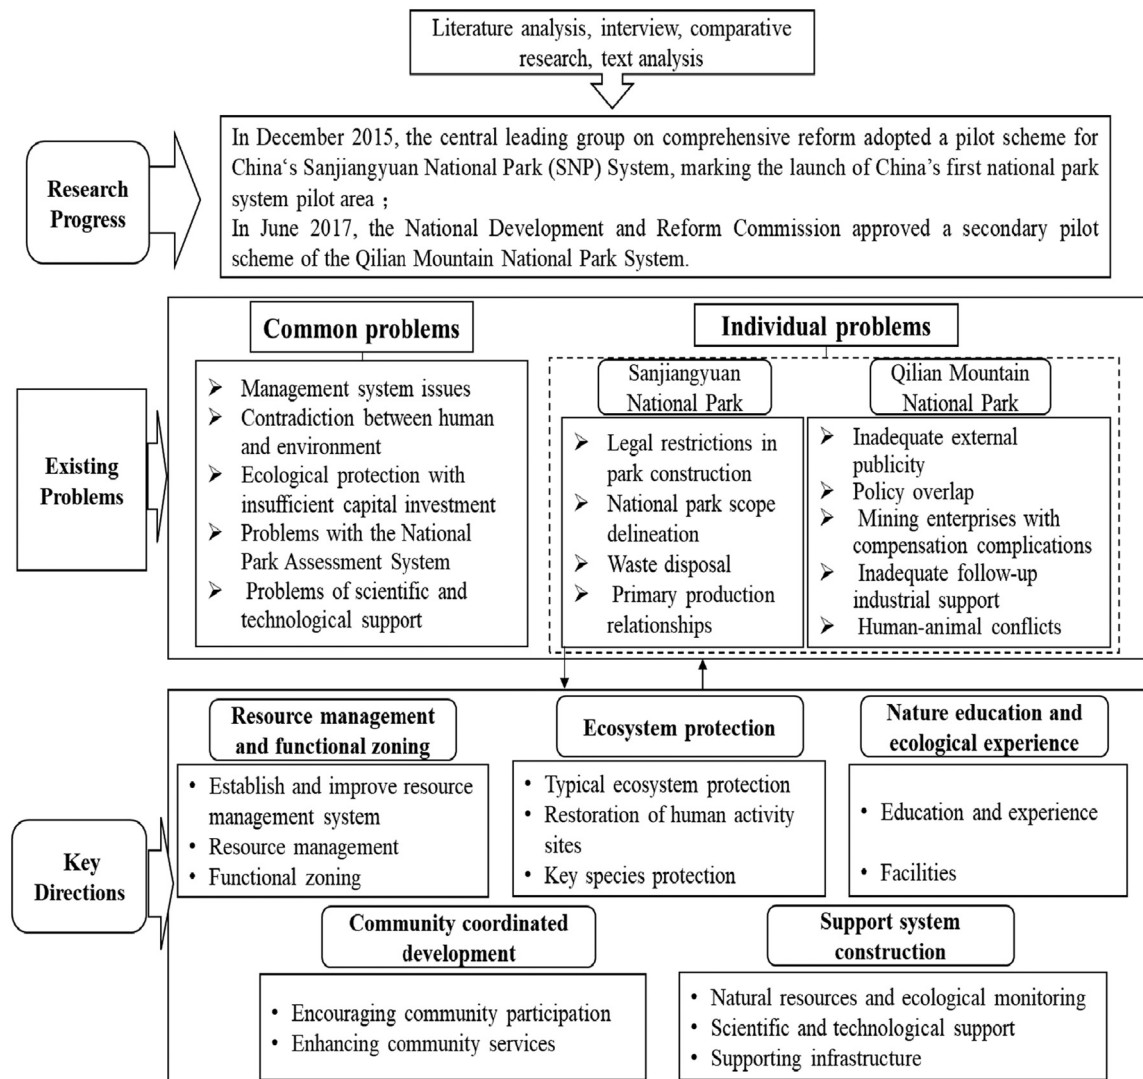 Literature analysis, interview, comparative
research, text analysis
Research
Progress
In December 2015, the central leading group on comprehensive reform adopted a pilot scheme for
China‘s Sanjiangyuan National Park (SNP) System, marking the launch of China’s first national park
system pilot area ；
In June 2017, the National Development and Reform Commission approved a secondary pilot
scheme of the Qilian Mountain National Park System.
Existing
Problems
Common problems
➢ Management system issues
➢ Contradiction between human
and environment
➢ Ecological protection with
insufficient capital investment
➢ Problems with the National
Park Assessment System
➢ Problems of scientific and
technological support
Individual problems
Sanjiangyuan
National Park
➢ Legal restrictions in
park construction
➢ National park scope
delineation
➢ Waste disposal
➢ Primary production
relationships
Qilian Mountain
National Park
➢ Inadequate external
publicity
➢ Policy overlap
➢ Mining enterprises with
compensation complications
➢ Inadequate follow-up
industrial support
➢ Human-animal conflicts
Key
Directions
Resource management
and functional zoning
• Establish and improve resource
management system
• Resource management
• Functional zoning
Ecosystem protection
• Typical ecosystem protection
• Restoration of human activity
sites
• Key species protection
Nature education and
ecological experience
• Education and experience
• Facilities
Community coordinated
development
• Encouraging community participation
• Enhancing community services
Support system
construction
• Natural resources and ecological monitoring
• Scientific and technological support
• Supporting infrastructure